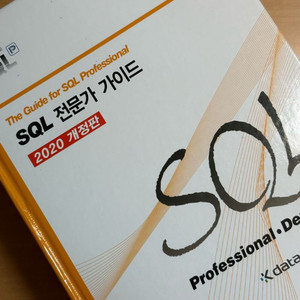 The Guide for SQL Professional
SQL 전문가 가이드
2020 개정판
SQL
Professional
data